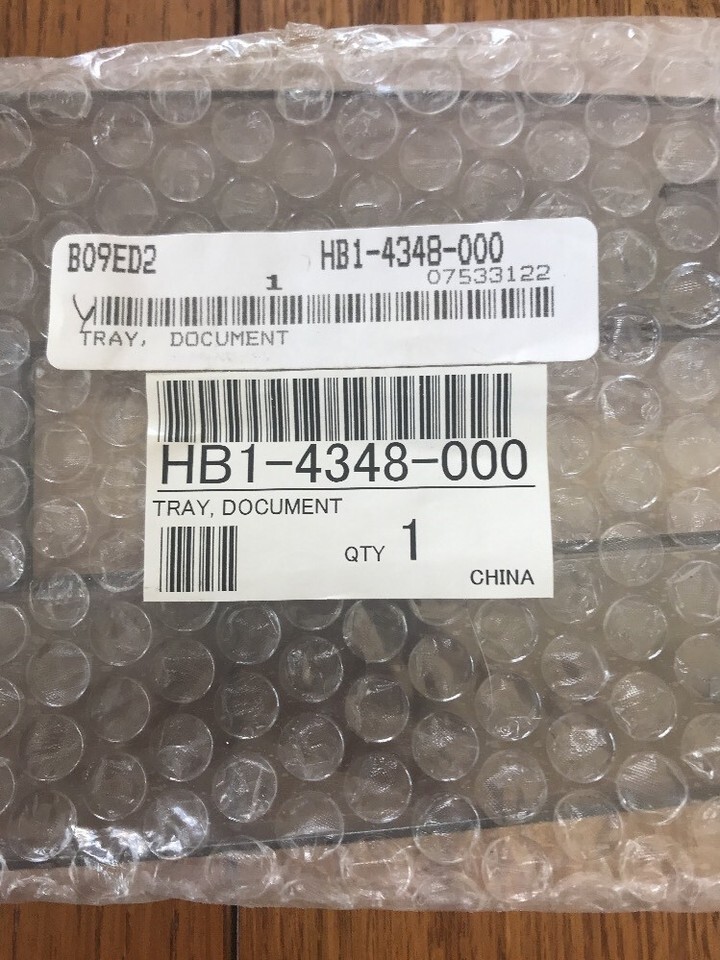 B09ED2 HB1-4348-000
1 07533122
Y
TRAY, DOCUMENT
HB1-4348-000
TRAY, DOCUMENT
QTY 1
CHINA